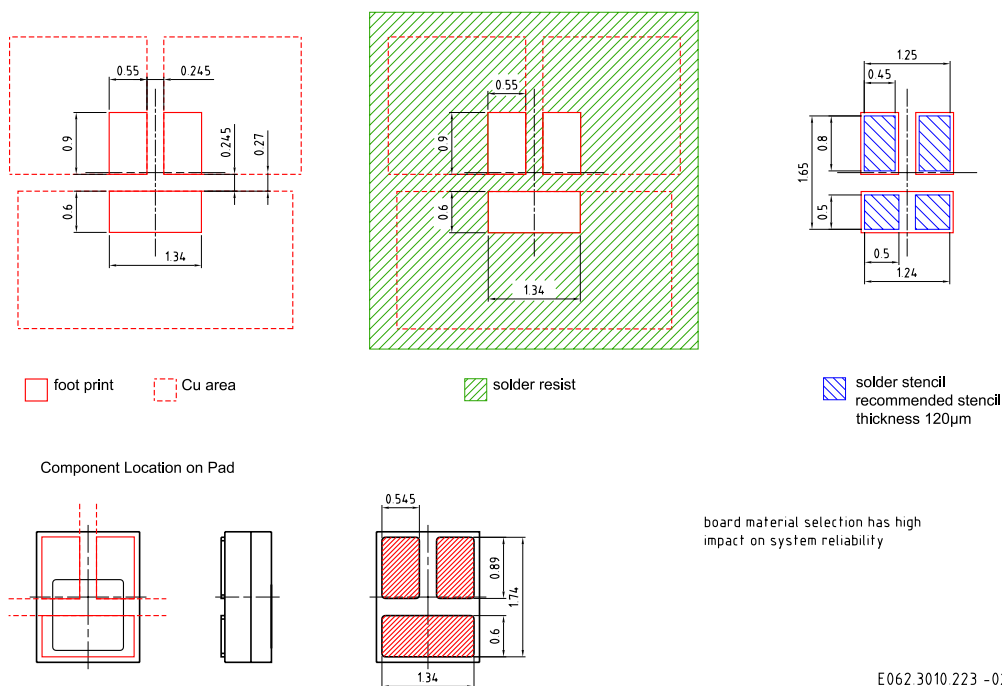 0.55
0.245
0.9
0.245
0.27
0.6
1.34
0.55
0.9
0.6
1.34
1.25
0.45
0.8
1.65
0.5
0.5
1.24
foot print
Cu area
solder resist
solder stencil
recommended stencil
thickness 120µm
Component Location on Pad
0.545
0.89
1.74
0.6
1.34
board material selection has high
impact on system reliability
E062.3010.223 -0